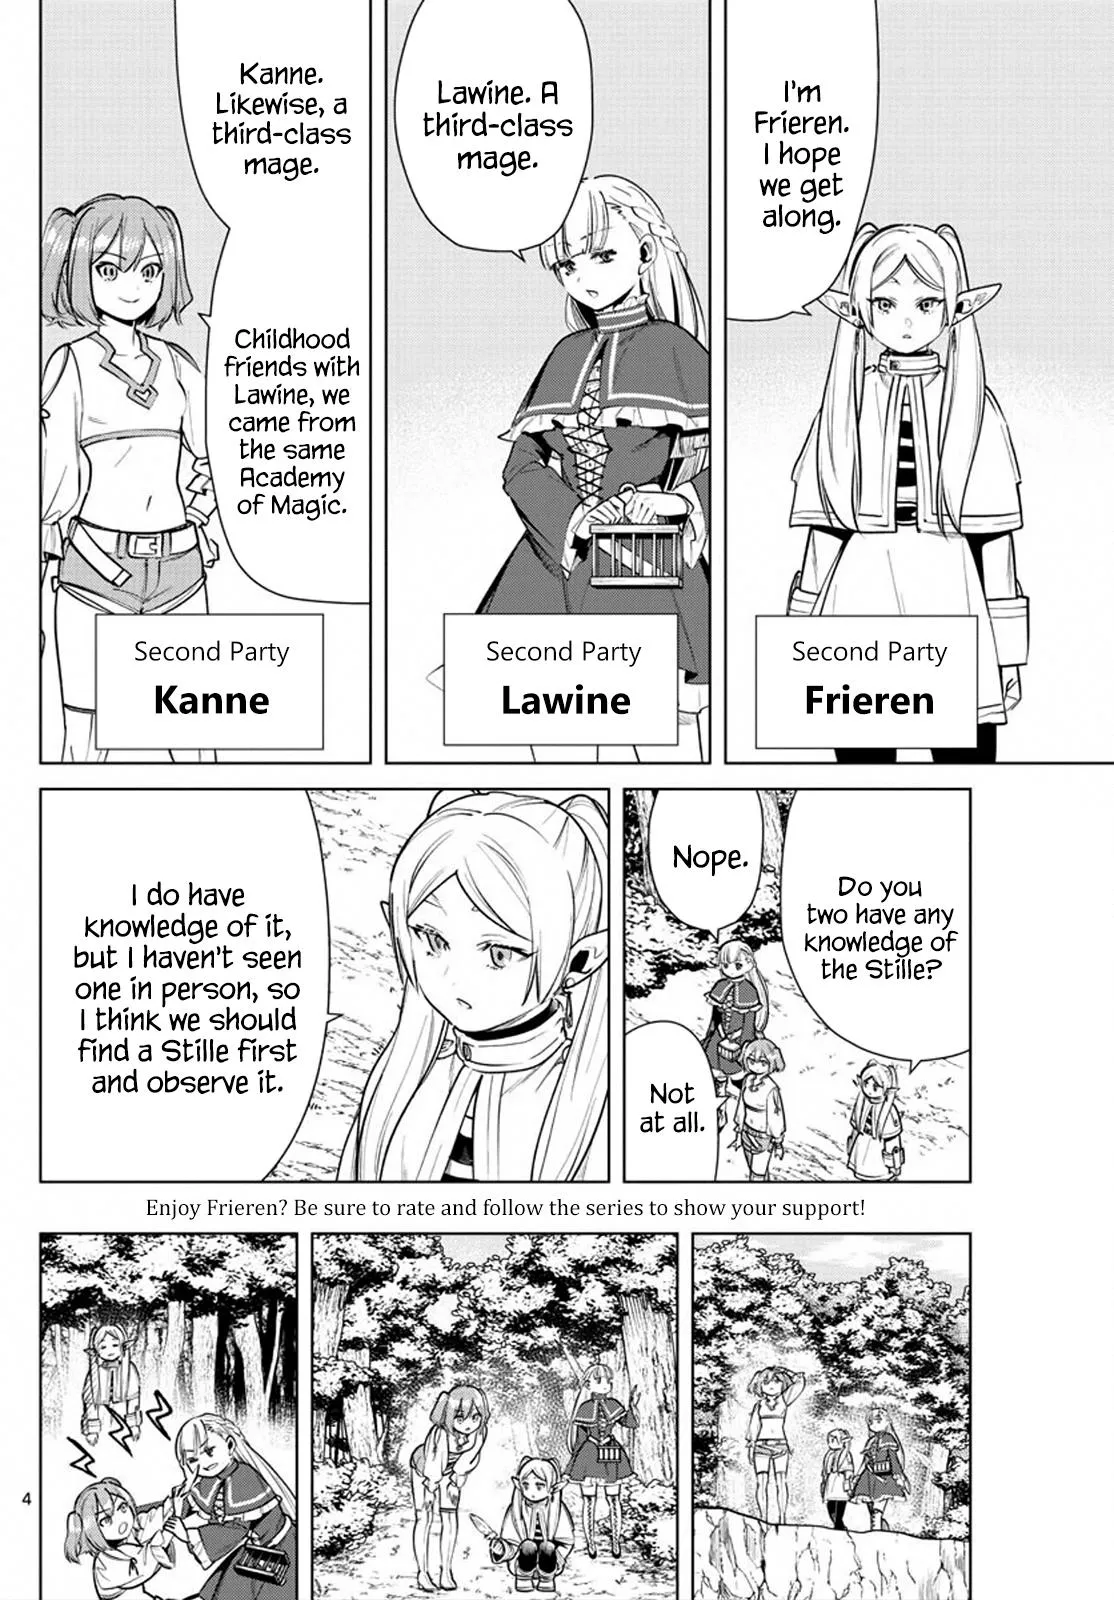 I'm
Frieren.
I hope
we get
along.
Second Party
Frieren
Lawine. A
third-class
mage.
Second Party
Lawine
Kanne.
Likewise, a
third-class
mage.
Childhood
friends with
Lawine, we
came from
the same
Academy
of Magic.
Second Party
Kanne
Do you
two have any
knowledge of
the Stille?
Nope.
Not
at all.
I do have
knowledge of it,
but I haven't seen
one in person, so
I think we should
find a Stille first
and observe it.
Enjoy Frieren? Be sure to rate and follow the series to show your support!
4